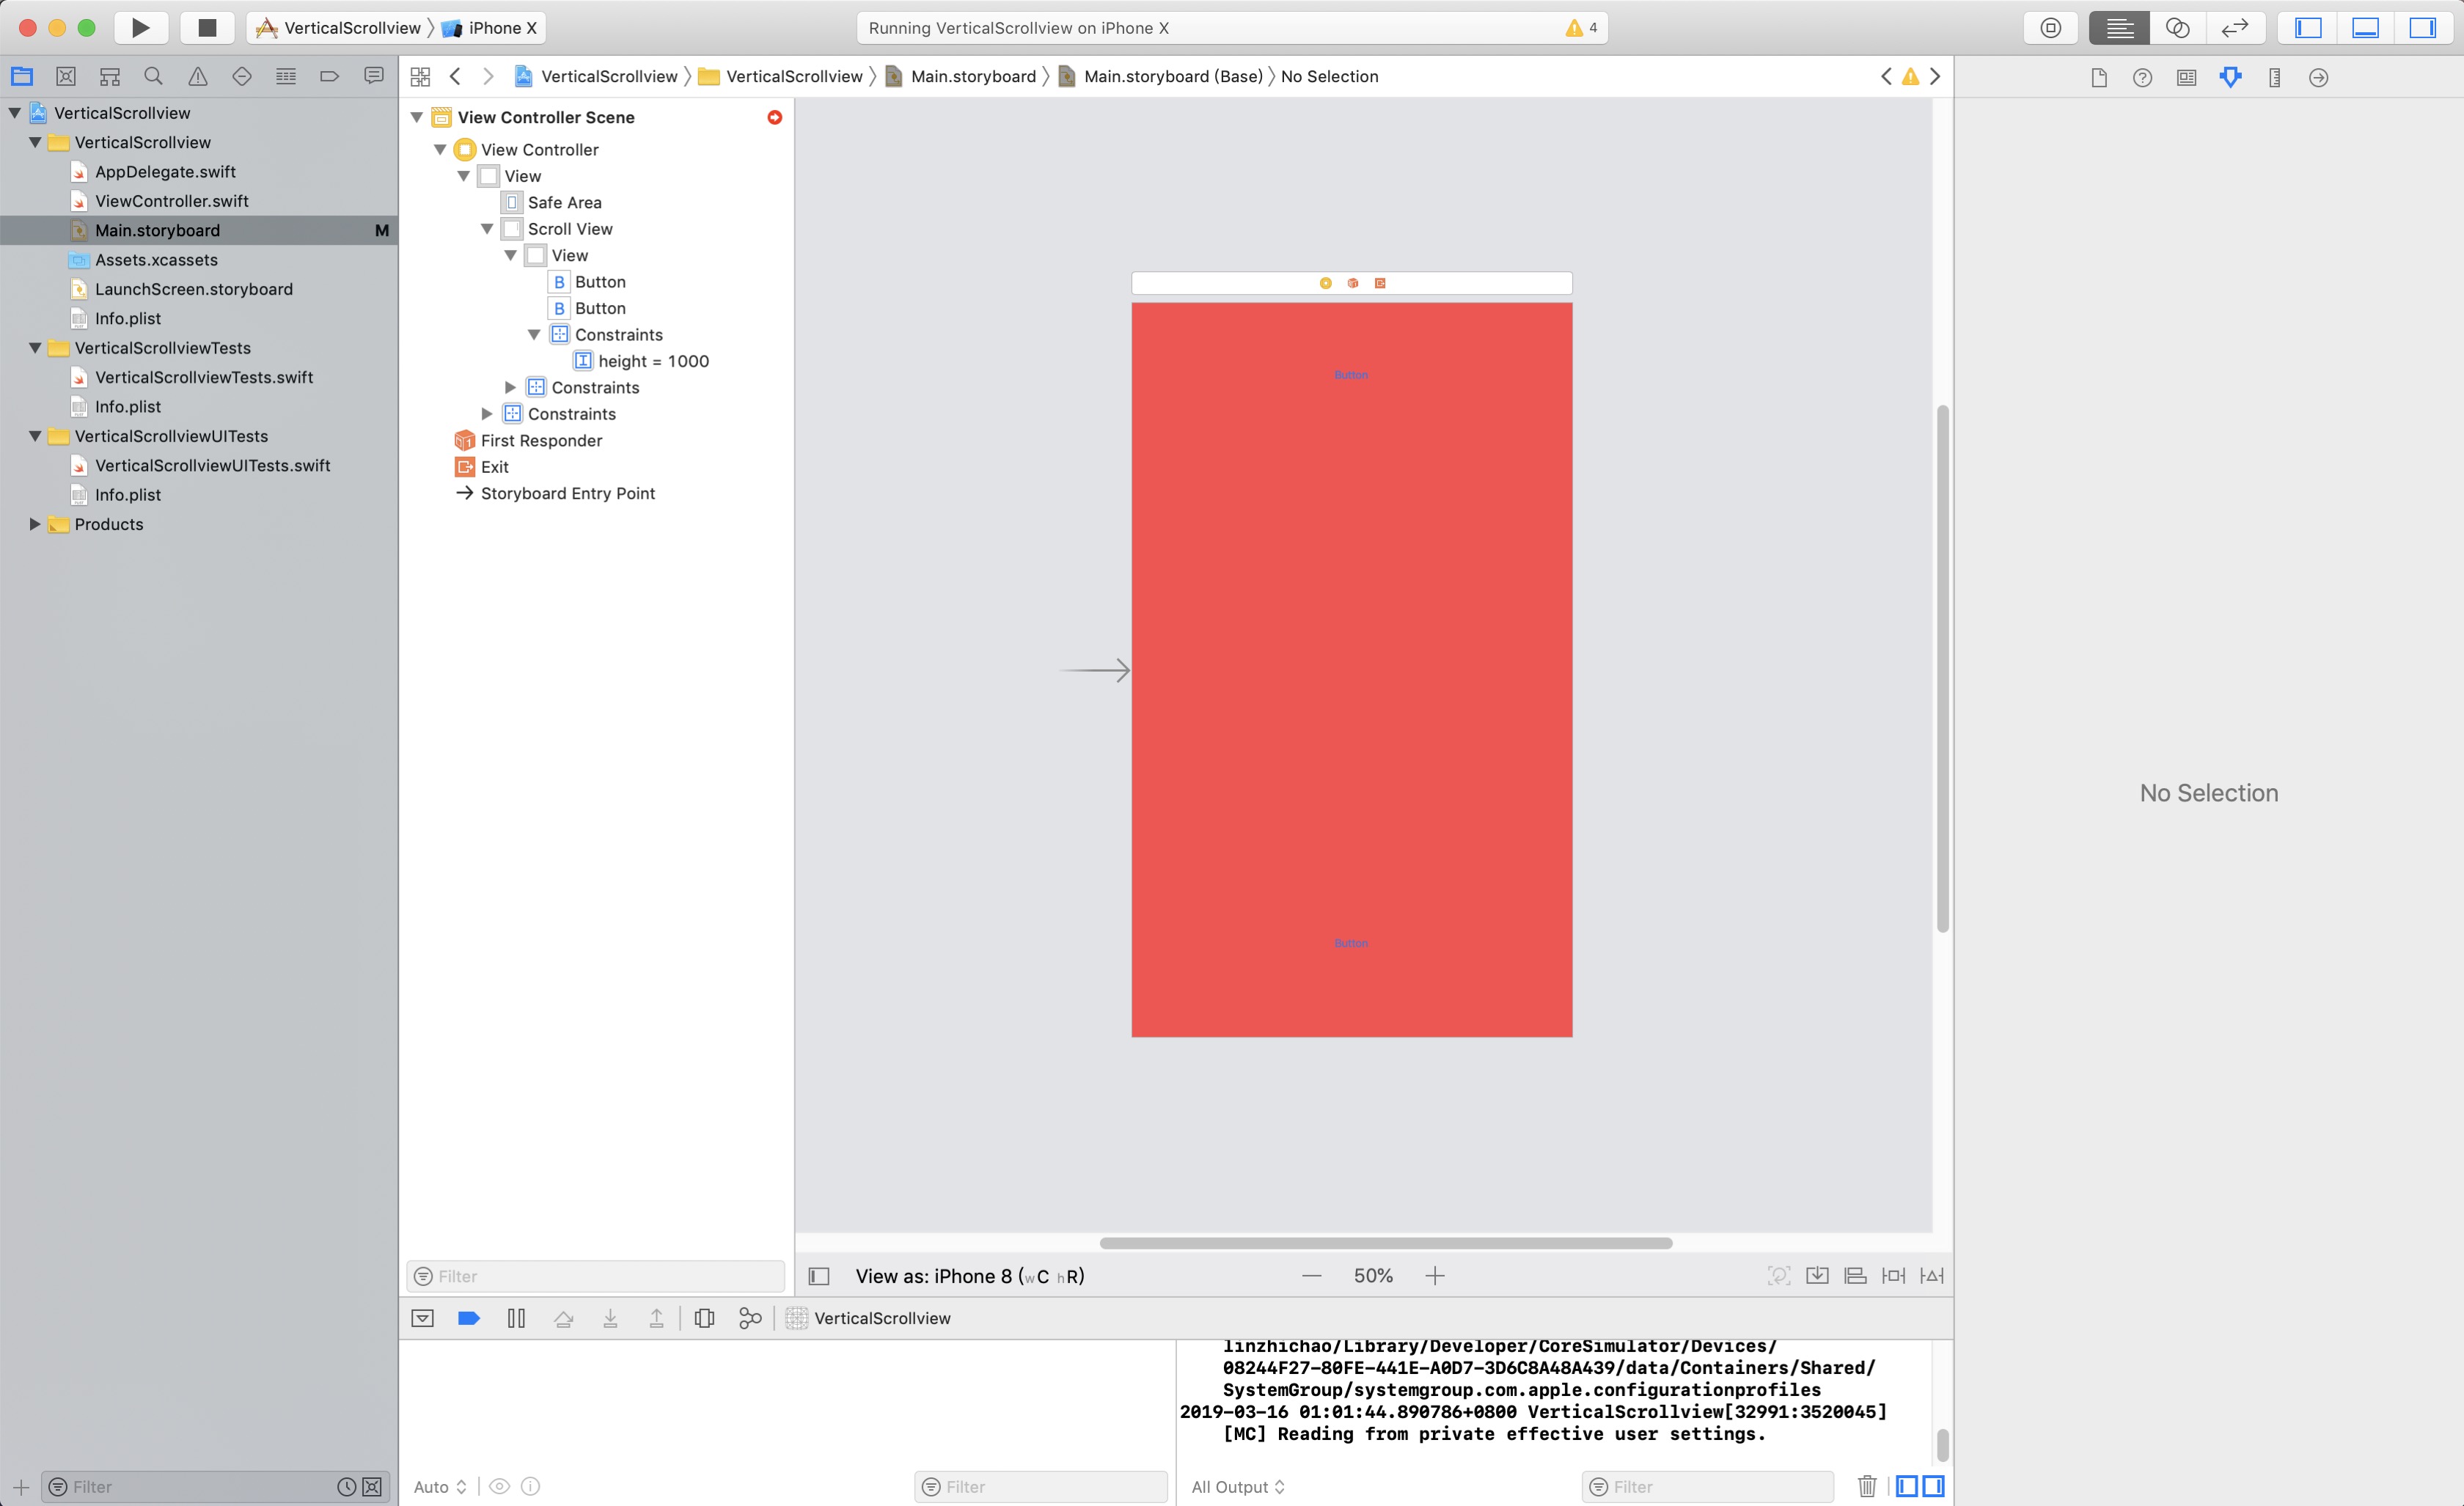 VerticalScrollview
iPhone X
Running VerticalScrollview on iPhone X
4
VerticalScrollview
VerticalScrollview
Main.storyboard
Main.storyboard (Base)
No Selection
VerticalScrollview
VerticalScrollview
AppDelegate.swift
ViewController.swift
Main.storyboard
M
Assets.xcassets
LaunchScreen.storyboard
Info.plist
VerticalScrollviewTests
VerticalScrollviewTests.swift
Info.plist
VerticalScrollviewUITests
VerticalScrollviewUITests.swift
Info.plist
Products
Filter
View Controller Scene
View Controller
View
Safe Area
Scroll View
View
B Button
B Button
Constraints
height = 1000
Constraints
Constraints
First Responder
Exit
Storyboard Entry Point
Filter
Button
Button
View as: iPhone 8 (wC hR)
50%
No Selection
VerticalScrollview
linzhichao/Library/Developer/CoreSimulator/Devices/
08244F27-80FE-441E-A0D7-3D6C8A48A439/data/Containers/Shared/
SystemGroup/systemgroup.com.apple.configurationprofiles
2019-03-16 01:01:44.890786+0800 VerticalScrollview[32991:3520045]
[MC] Reading from private effective user settings.
Auto
Filter
All Output
Filter